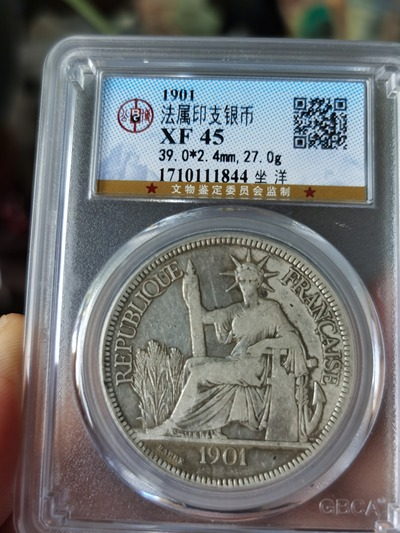 1901
法属印支银币
XF 45
39.0*2.4mm, 27.0g
1710111844 坐洋
★ 文物鉴定委员会监制 ★
REPUBLIQUE FRANÇAISE
1901
GBCA